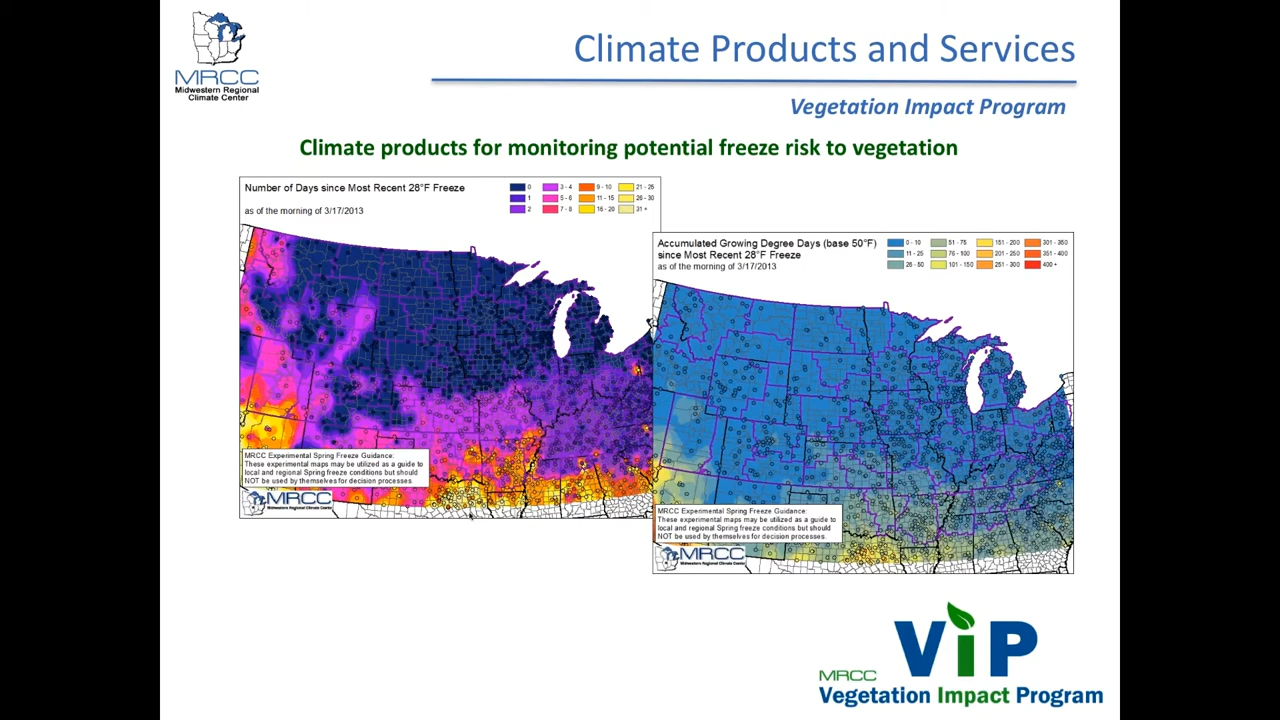 MRCC
Midwestern Regional
Climate Center
Climate Products and Services
Vegetation Impact Program
Climate products for monitoring potential freeze risk to vegetation
Number of Days since Most Recent 28°F Freeze
as of the morning of 3/17/2013
0 3 - 4 9 - 10 21 - 25
1 5 - 6 11 - 15 26 - 30
2 7 - 8 16 - 20 31 +
MRCC Experimental Spring Freeze Guidance:
These experimental maps may be utilized as a guide to
local and regional Spring freeze conditions but should
NOT be used by themselves for decision processes.
MRCC
Midwestern Regional Climate Center
Accumulated Growing Degree Days (base 50°F)
since Most Recent 28°F Freeze
as of the morning of 3/17/2013
0 - 10 51 - 75 151 - 200 301 - 350
11 - 25 76 - 100 201 - 250 351 - 400
26 - 50 101 - 150 251 - 300 400 +
MRCC Experimental Spring Freeze Guidance:
These experimental maps may be utilized as a guide to
local and regional Spring freeze conditions but should
NOT be used by themselves for decision processes.
MRCC
Midwestern Regional Climate Center
ViP
MRCC
Vegetation Impact Program